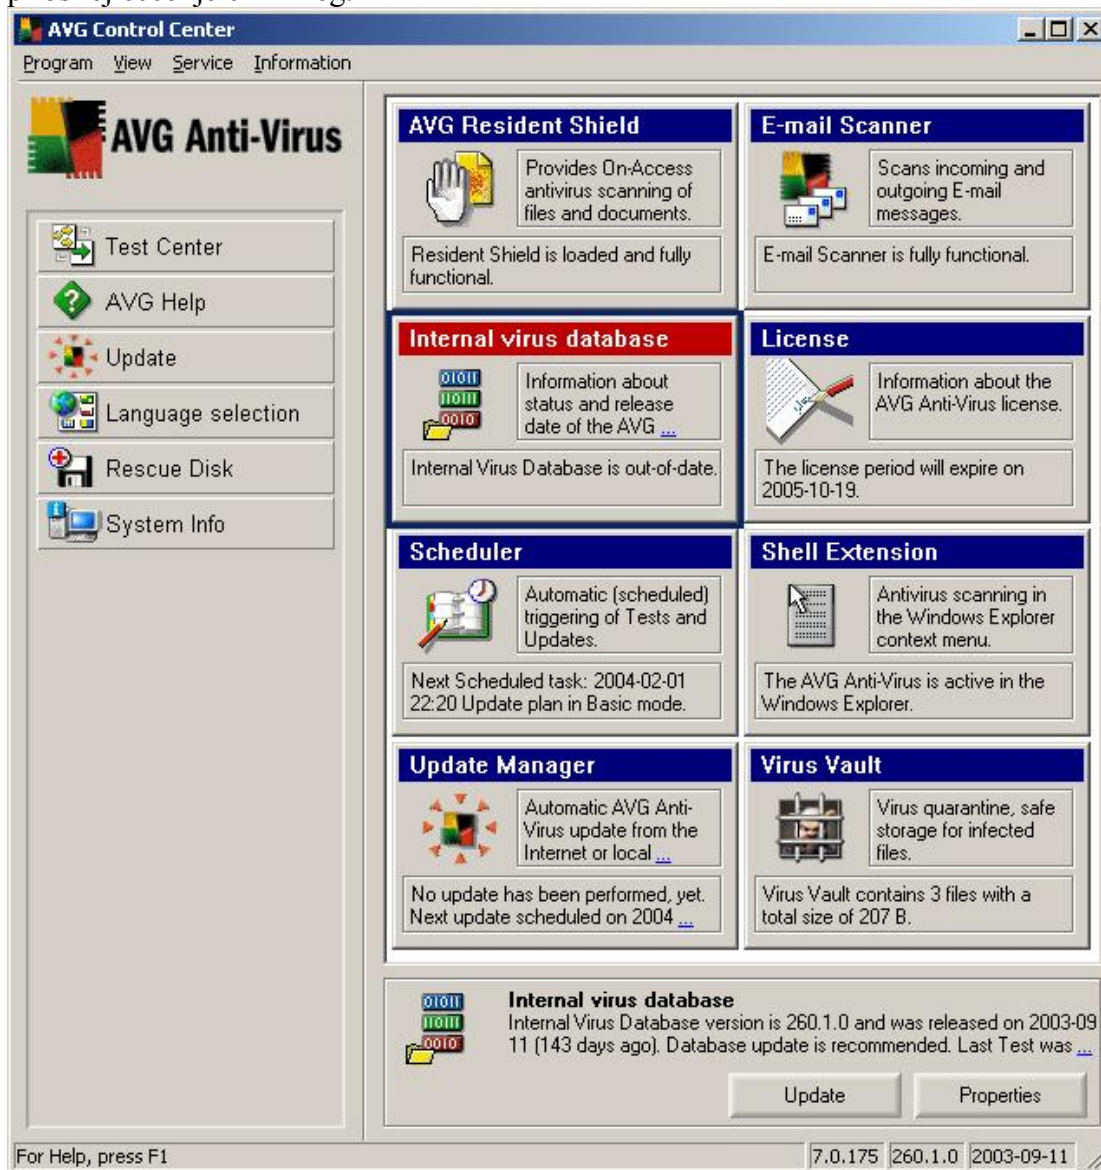 AVG Control Center
Program View Service Information
AVG Anti-Virus
Test Center
AVG Help
Update
Language selection
Rescue Disk
System Info
AVG Resident Shield
Provides On-Access
antivirus scanning of
files and documents.
Resident Shield is loaded and fully
functional.
E-mail Scanner
Scans incoming and
outgoing E-mail
messages.
E-mail Scanner is fully functional.
Internal virus database
01011
11011
0010
Information about
status and release
date of the AVG ...
Internal Virus Database is out-of-date.
License
Information about the
AVG Anti-Virus license.
The license period will expire on
2005-10-19.
Scheduler
Automatic (scheduled)
triggering of Tests and
Updates.
Next Scheduled task: 2004-02-01
22:20 Update plan in Basic mode.
Shell Extension
Antivirus scanning in
the Windows Explorer
context menu.
The AVG Anti-Virus is active in the
Windows Explorer.
Update Manager
Automatic AVG Anti-
Virus update from the
Internet or local ...
No update has been performed, yet.
Next update scheduled on 2004 ...
Virus Vault
Virus quarantine, safe
storage for infected
files.
Virus Vault contains 3 files with a
total size of 207 B.
01011
11011
0010
Internal virus database
Internal Virus Database version is 260.1.0 and was released on 2003-09
11 (143 days ago). Database update is recommended. Last Test was ...
Update
Properties
For Help, press F1
7.0.175 260.1.0 2003-09-11